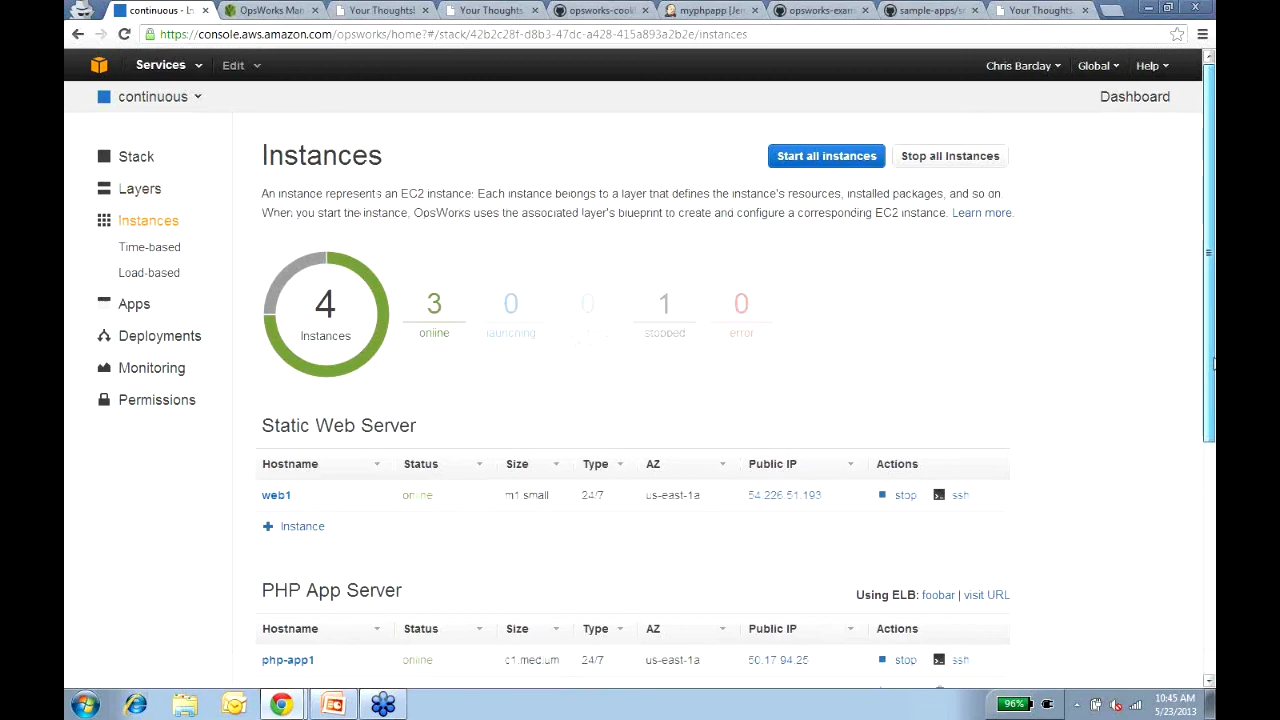 continuous - In
OpsWorks Man
Your Thoughts!
Your Thoughts.
opsworks-cool
myphpapp [Jen
opsworks-exam
sample-apps/s
Your Thoughts.
https://console.aws.amazon.com/opsworks/home?#/stack/
/instances
Services
Edit
Chris Barclay
Global
Help
continuous
Dashboard
Stack
Layers
Instances
Time-based
Load-based
Apps
Deployments
Monitoring
Permissions
Instances
Start all instances
Stop all Instances
An instance represents an EC2 instance. Each instance belongs to a layer that defines the instance's resources, installed packages, and so on.
When you start the instance, OpsWorks uses the associated layer's blueprint to create and configure a corresponding EC2 instance. Learn more.
4
Instances
3
online
0
launching
0
1
stopped
0
error
Static Web Server
Hostname Status Size Type AZ Public IP Actions
web1 online m1.small 24/7 us-east-1a 54.226.51.193 stop ssh
Instance
PHP App Server
Using ELB: foobar | visit URL
Hostname Status Size Type AZ Public IP Actions
php-app1 online c1.medium 24/7 us-east-1a 50.17.94.25 stop ssh
96%
10:45 AM
5/23/2013